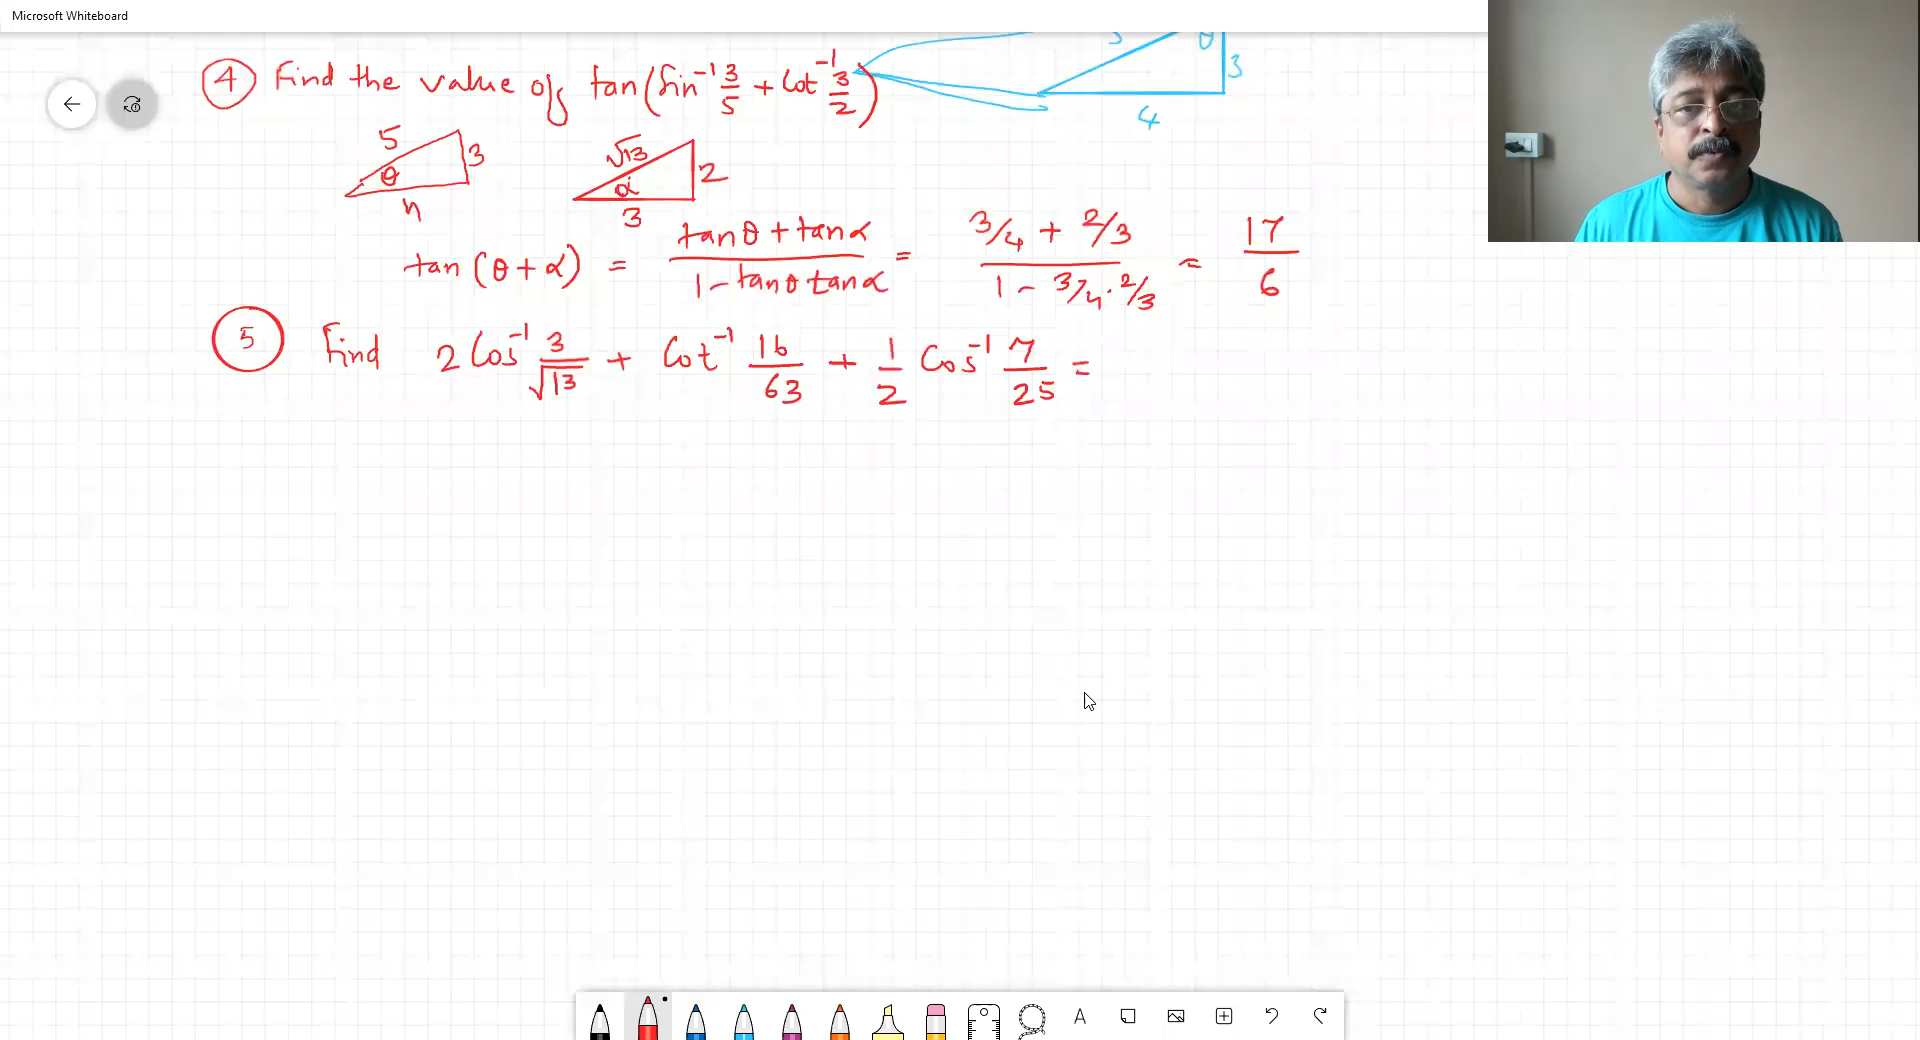 Microsoft Whiteboard
4 Find the value of tan(Sin⁻¹ 3/5 + Cot⁻¹ 3/2)
θ 3
4
5 3 θ
√13 2 α 3
tan (θ + α) = (tanθ + tanα)/(1 - tanθ tanα) = (3/4 + 2/3)/(1 - 3/4 · 2/3) = 17/6
5 Find 2 Cos⁻¹ 3/√13 + Cot⁻¹ 16/63 + 1/2 Cos⁻¹ 7/25 =
A